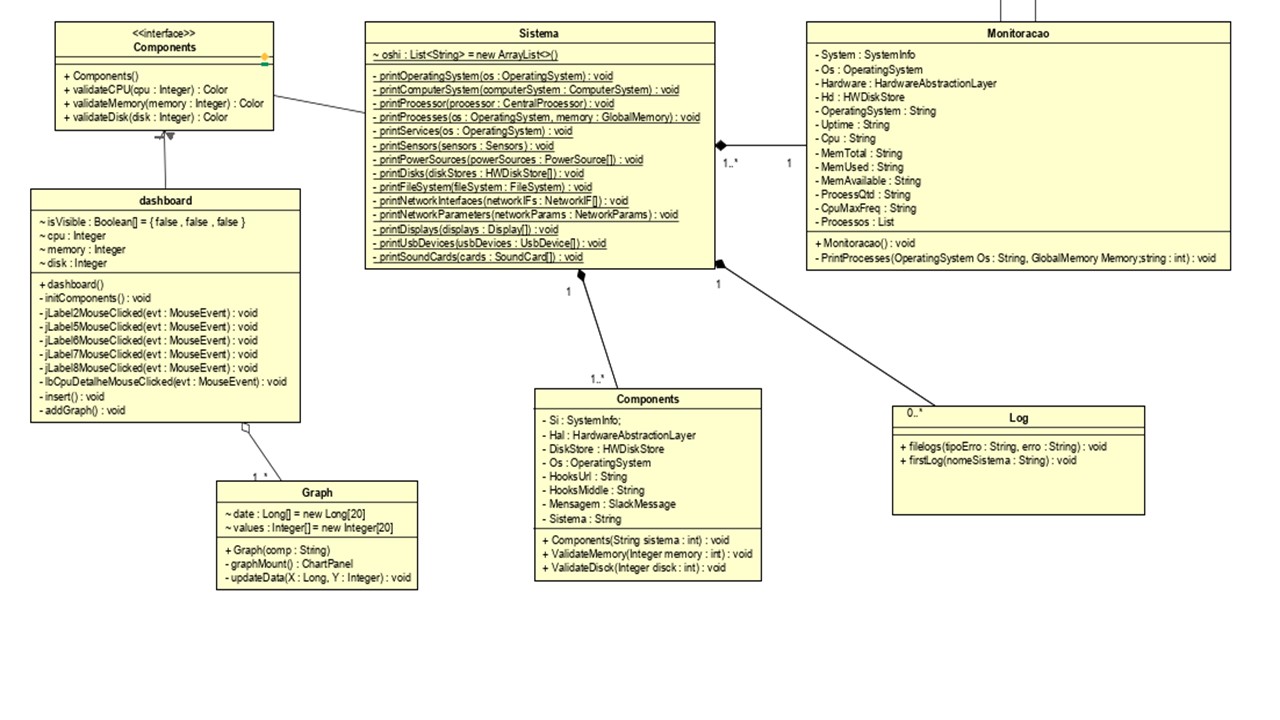 <<interface>>
Components
+ Components()
+ validateCPU(cpu : Integer) : Color
+ validateMemory(memory : Integer) : Color
+ validateDisk(disk : Integer) : Color
Sistema
~ oshi : List<String> = new ArrayList<>()
- printOperatingSystem(os : OperatingSystem) : void
- printComputerSystem(computerSystem : ComputerSystem) : void
- printProcessor(processor : CentralProcessor) : void
- printProcesses(os : OperatingSystem, memory : GlobalMemory) : void
- printServices(os : OperatingSystem) : void
- printSensors(sensors : Sensors) : void
- printPowerSources(powerSources : PowerSource[]) : void
- printDisks(diskStores : HWDiskStore[]) : void
- printFileSystem(fileSystem : FileSystem) : void
- printNetworkInterfaces(networkIFs : NetworkIF[]) : void
- printNetworkParameters(networkParams : NetworkParams) : void
- printDisplays(displays : Display[]) : void
- printUsbDevices(usbDevices : UsbDevice[]) : void
- printSoundCards(cards : SoundCard[]) : void
Monitoracao
- System : SystemInfo
- Os : OperatingSystem
- Hardware : HardwareAbstractionLayer
- Hd : HWDiskStore
- OperatingSystem : String
- Uptime : String
- Cpu : String
- MemTotal : String
- MemUsed : String
- MemAvailable : String
- ProcessQtd : String
- CpuMaxFreq : String
- Processos : List
+ Monitoracao() : void
- PrintProcesses(OperatingSystem Os : String, GlobalMemory Memory;string : int) : void
1..*
1
dashboard
~ isVisible : Boolean[] = { false , false , false }
~ cpu : Integer
~ memory : Integer
~ disk : Integer
+ dashboard()
- initComponents() : void
- jLabel2MouseClicked(evt : MouseEvent) : void
- jLabel5MouseClicked(evt : MouseEvent) : void
- jLabel6MouseClicked(evt : MouseEvent) : void
- jLabel7MouseClicked(evt : MouseEvent) : void
- jLabel8MouseClicked(evt : MouseEvent) : void
- lbCpuDetalheMouseClicked(evt : MouseEvent) : void
- insert() : void
- addGraph() : void
1
1
1..*
Components
- Si : SystemInfo;
- Hal : HardwareAbstractionLayer
- DiskStore : HWDiskStore
- Os : OperatingSystem
- HooksUrl : String
- HooksMiddle : String
- Mensagem : SlackMessage
- Sistema : String
+ Components(String sistema : int) : void
+ ValidateMemory(Integer memory : int) : void
+ ValidateDisck(Integer disck : int) : void
0..*
Log
+ filelogs(tipoErro : String, erro : String) : void
+ firstLog(nomeSistema : String) : void
1..*
Graph
~ date : Long[] = new Long[20]
~ values : Integer[] = new Integer[20]
+ Graph(comp : String)
- graphMount() : ChartPanel
- updateData(X : Long, Y : Integer) : void